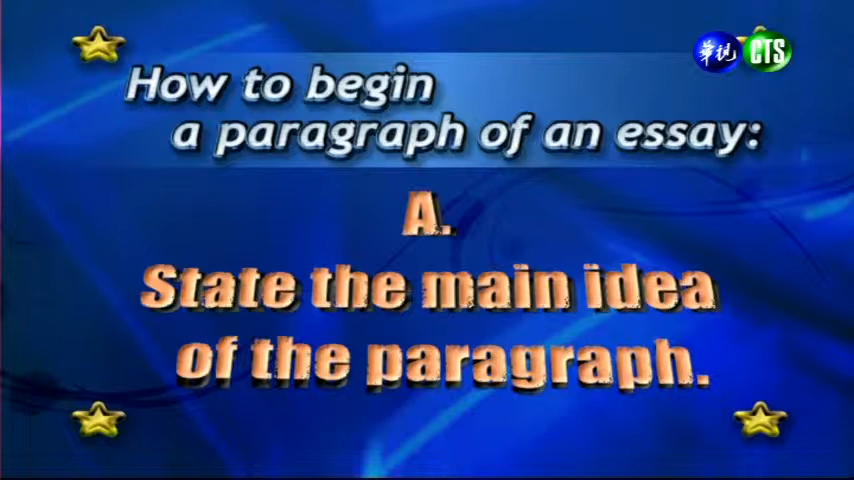 華視 CTS
How to begin
a paragraph of an essay:
A.
State the main idea
of the paragraph.